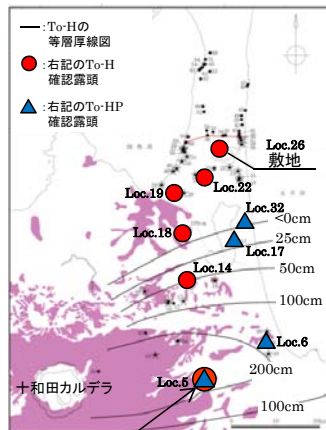 ―:To-Hの
等層厚線図
:右記のTo-H
確認露頭
:右記のTo-HP
確認露頭
Loc.26
敷地
Loc.22
Loc.19
Loc.32
<0cm
Loc.18
25cm
Loc.17
50cm
Loc.14
100cm
Loc.6
200cm
Loc.5
十和田カルデラ
100cm